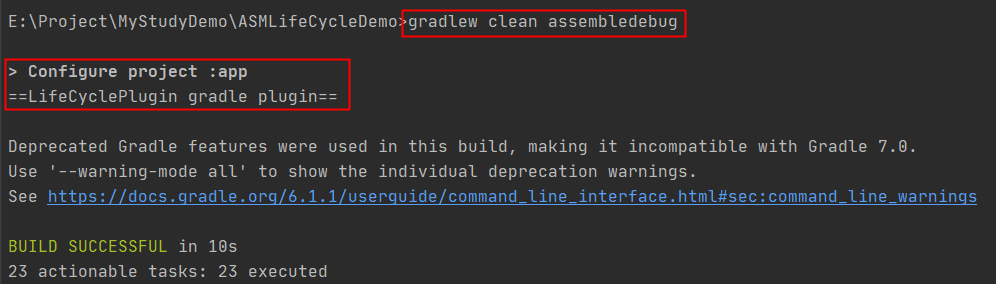 E:\Project\MyStudyDemo\ASMLifeCycleDemo>gradlew clean assembledebug
> Configure project :app
==LifeCyclePlugin gradle plugin==
Deprecated Gradle features were used in this build, making it incompatible with Gradle 7.0.
Use '--warning-mode all' to show the individual deprecation warnings.
See https://docs.gradle.org/6.1.1/userguide/command_line_interface.html#sec:command_line_warnings
BUILD SUCCESSFUL in 10s
23 actionable tasks: 23 executed